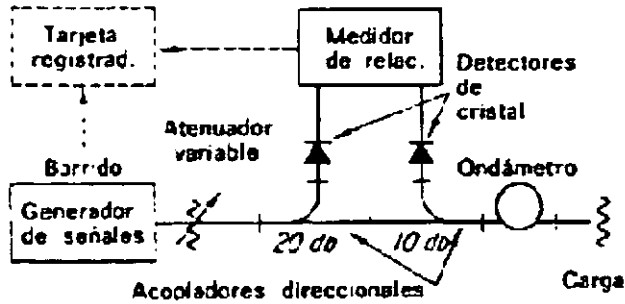 Tarjeta
registrad.
Medidor
de relac.
Detectores
de
cristal
Atenuador
variable
Barrido
Ondámetro
Generador
de señales
20 db
10 db
Acopladores direccionales
Carga